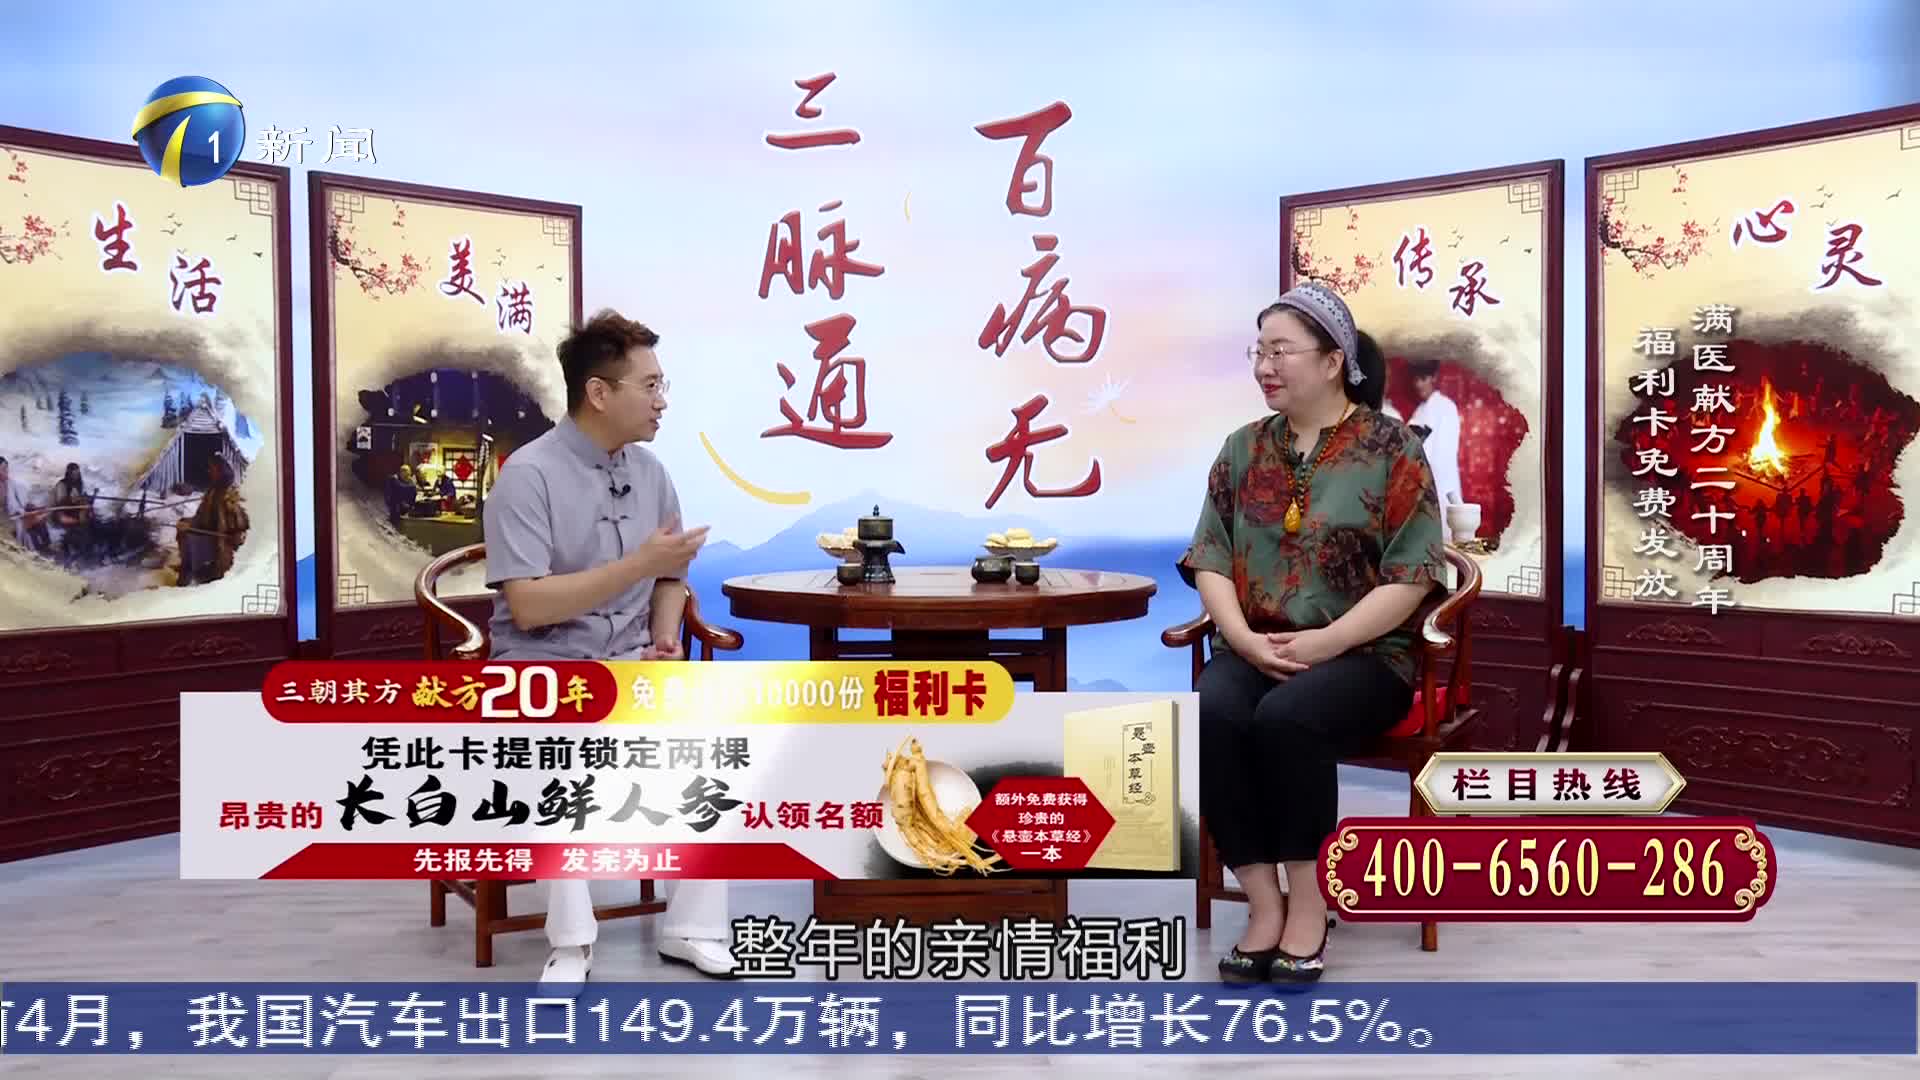 1 新闻
三脉通
百病无
生活
美满
传承
心灵
满医献方二十周年
福利卡免费发放
三朝其方 献方20年
免费 10000份 福利卡
凭此卡提前锁定两棵
昂贵的 长白山鲜人参 认领名额
先报先得 发完为止
额外免费获得
珍贵的
《悬壶本草经》
一本
悬壶本草经
栏目热线
400-6560-286
整年的亲情福利
前4月，我国汽车出口149.4万辆，同比增长76.5%。